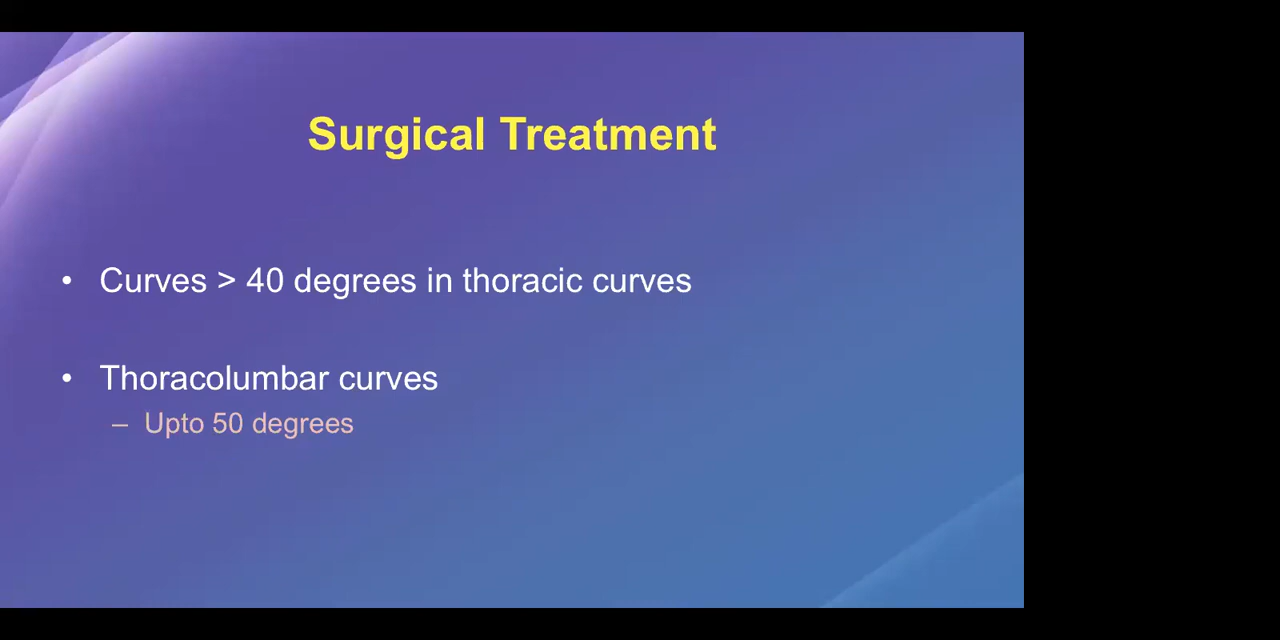 Surgical Treatment
• Curves > 40 degrees in thoracic curves
• Thoracolumbar curves
– Upto 50 degrees